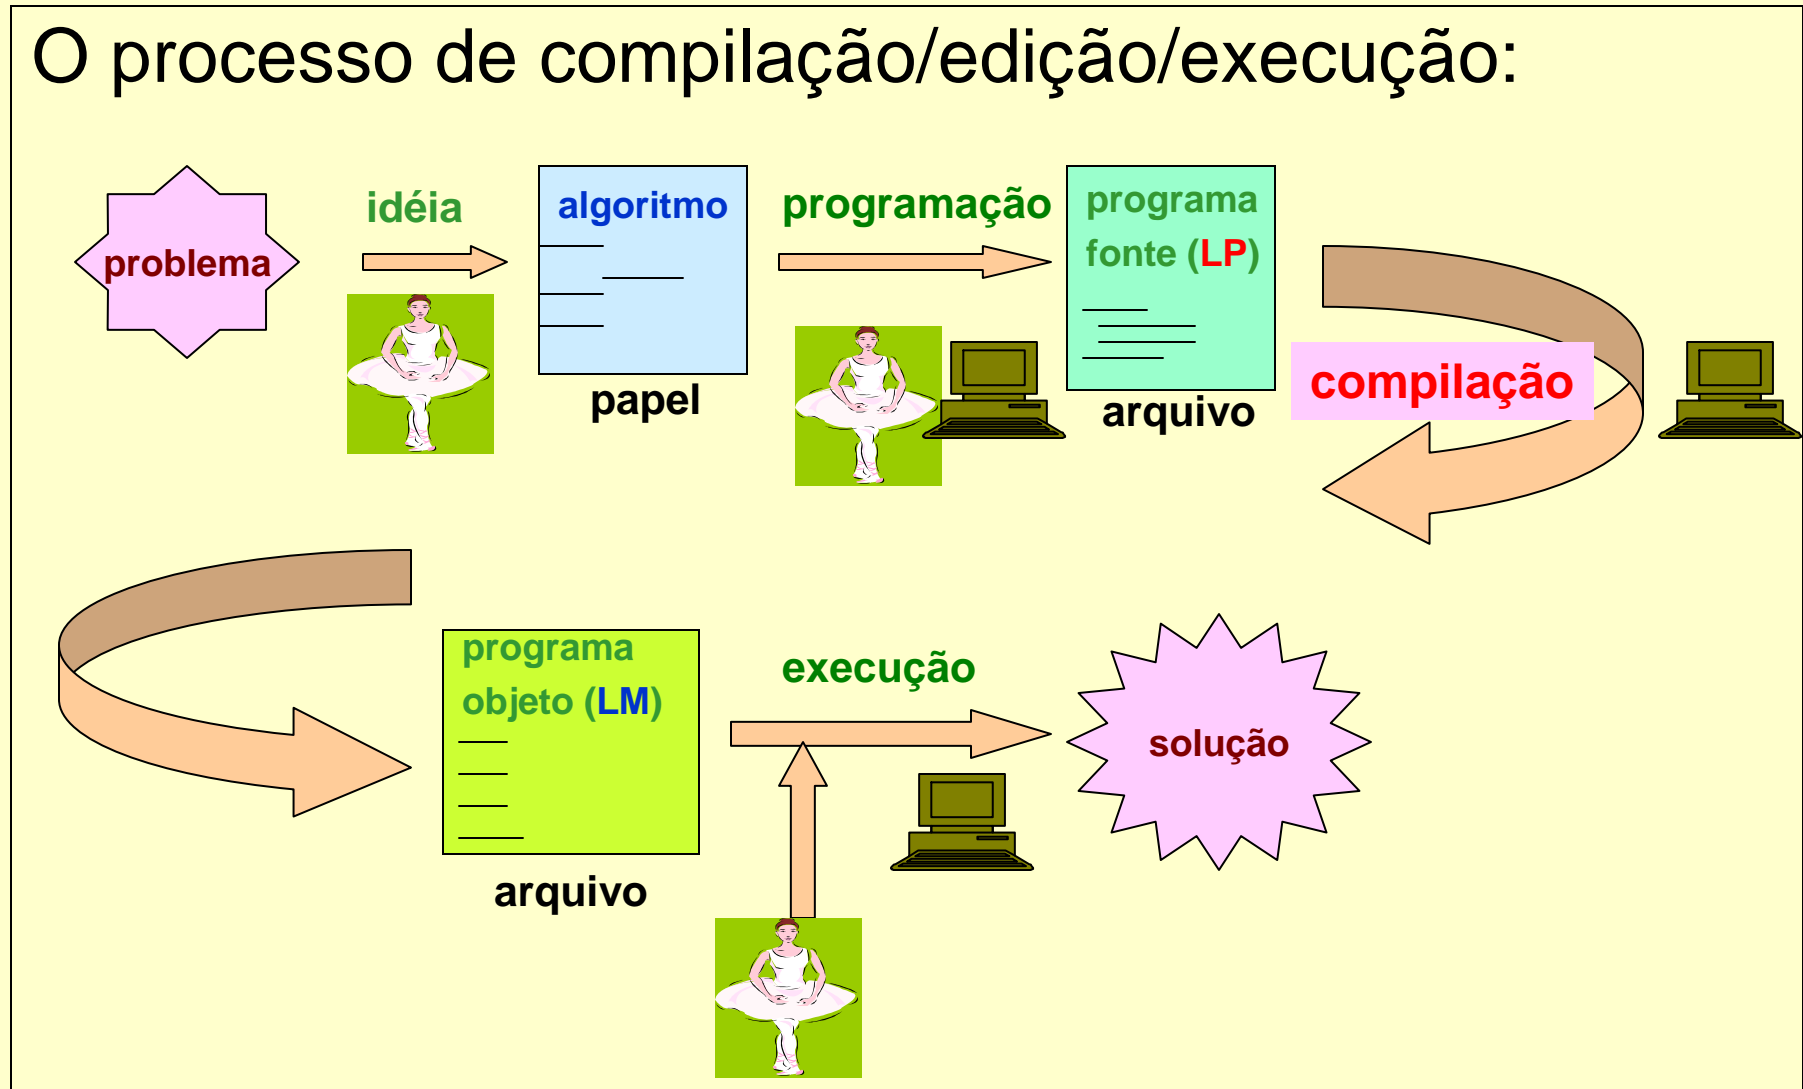 O processo de compilação/edição/execução:
problema
idéia
algoritmo
papel
programação
programa
fonte (LP)
arquivo
compilação
programa
objeto (LM)
arquivo
execução
solução